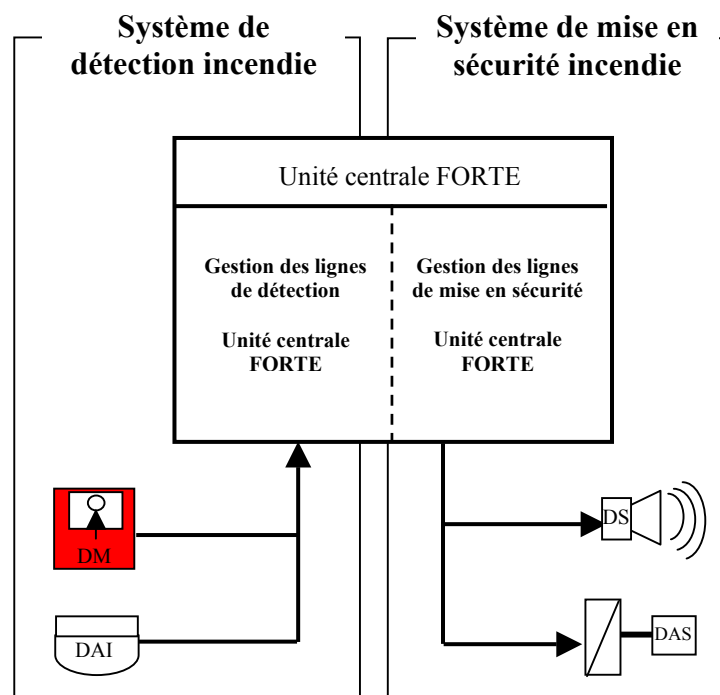 Système de
détection incendie
Système de mise en
sécurité incendie
Unité centrale FORTE
Gestion des lignes
de détection
Unité centrale
FORTE
Gestion des lignes
de mise en sécurité
Unité centrale
FORTE
DM
DS
DAI
DAS